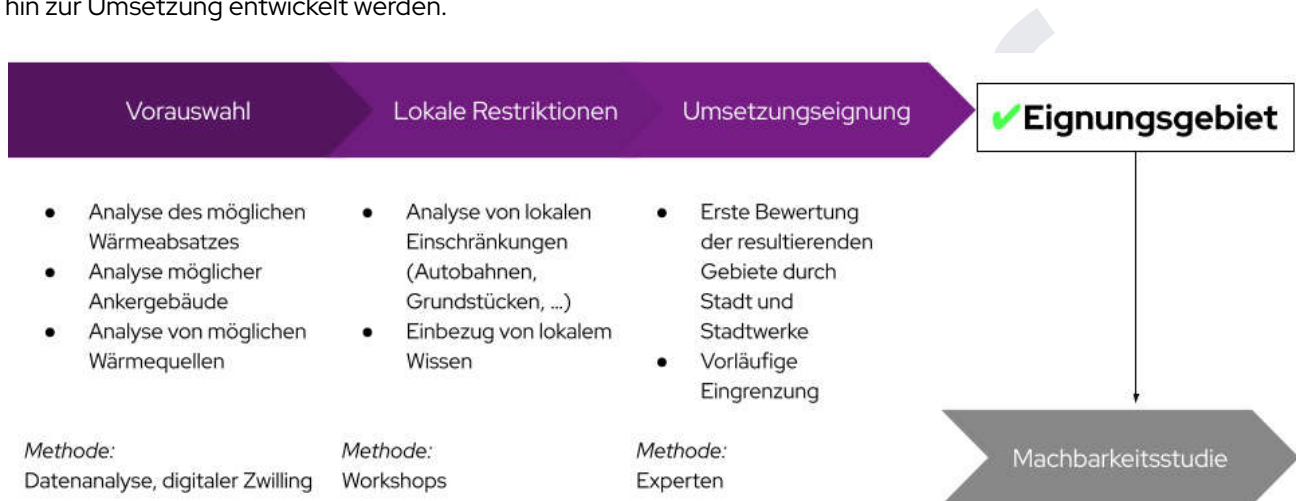 hin zur Umsetzung entwickelt werden.
Vorauswahl
Lokale Restriktionen
Umsetzungseignung
✔Eignungsgebiet
● Analyse des möglichen
Wärmeabsatzes
● Analyse möglicher
Ankergebäude
● Analyse von möglichen
Wärmequellen
● Analyse von lokalen
Einschränkungen
(Autobahnen,
Grundstücken, ...)
● Einbezug von lokalem
Wissen
● Erste Bewertung
der resultierenden
Gebiete durch
Stadt und
Stadtwerke
● Vorläufige
Eingrenzung
Methode:
Datenanalyse, digitaler Zwilling
Methode:
Workshops
Methode:
Experten
Machbarkeitsstudie